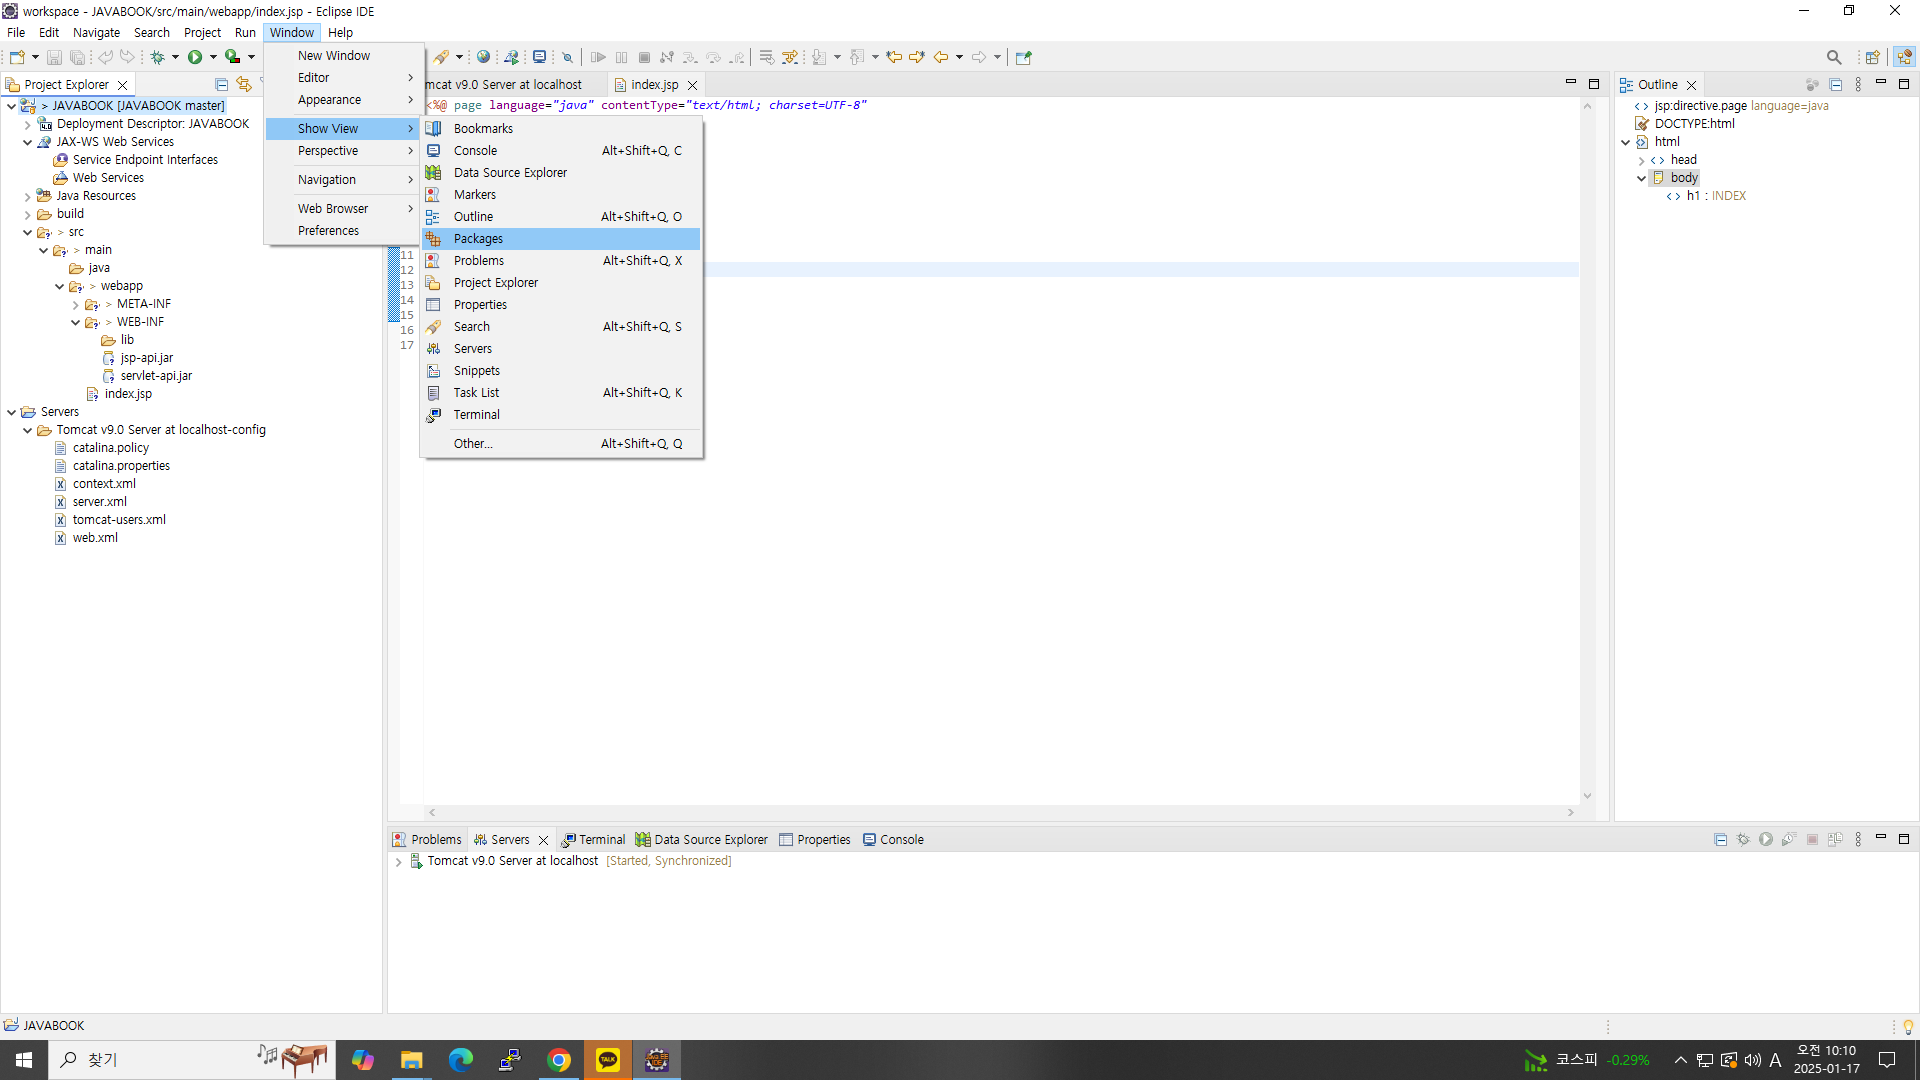 workspace - JAVABOOK/src/main/webapp/index.jsp - Eclipse IDE
File Edit Navigate Search Project Run Window Help
New Window
Editor
Appearance
Show View
Perspective
Navigation
Web Browser
Preferences
Bookmarks
Console Alt+Shift+Q, C
Data Source Explorer
Markers
Outline Alt+Shift+Q, O
Packages
Problems Alt+Shift+Q, X
Project Explorer
Properties
Search Alt+Shift+Q, S
Servers
Snippets
Task List Alt+Shift+Q, K
Terminal
Other... Alt+Shift+Q, Q
Project Explorer
> JAVABOOK [JAVABOOK master]
Deployment Descriptor: JAVABOOK
JAX-WS Web Services
Service Endpoint Interfaces
Web Services
Java Resources
build
> src
> main
java
> webapp
> META-INF
> WEB-INF
lib
jsp-api.jar
servlet-api.jar
index.jsp
Servers
Tomcat v9.0 Server at localhost-config
catalina.policy
catalina.properties
context.xml
server.xml
tomcat-users.xml
web.xml
mcat v9.0 Server at localhost
index.jsp
<%@ page language="java" contentType="text/html; charset=UTF-8"
11
12
13
14
15
16
17
Outline
jsp:directive.page language=java
DOCTYPE:html
html
head
body
h1 : INDEX
Problems Servers Terminal Data Source Explorer Properties Console
Tomcat v9.0 Server at localhost [Started, Synchronized]
JAVABOOK
찾기
TALK
Java EE
IDE
코스피 -0.29%
A
오전 10:10
2025-01-17